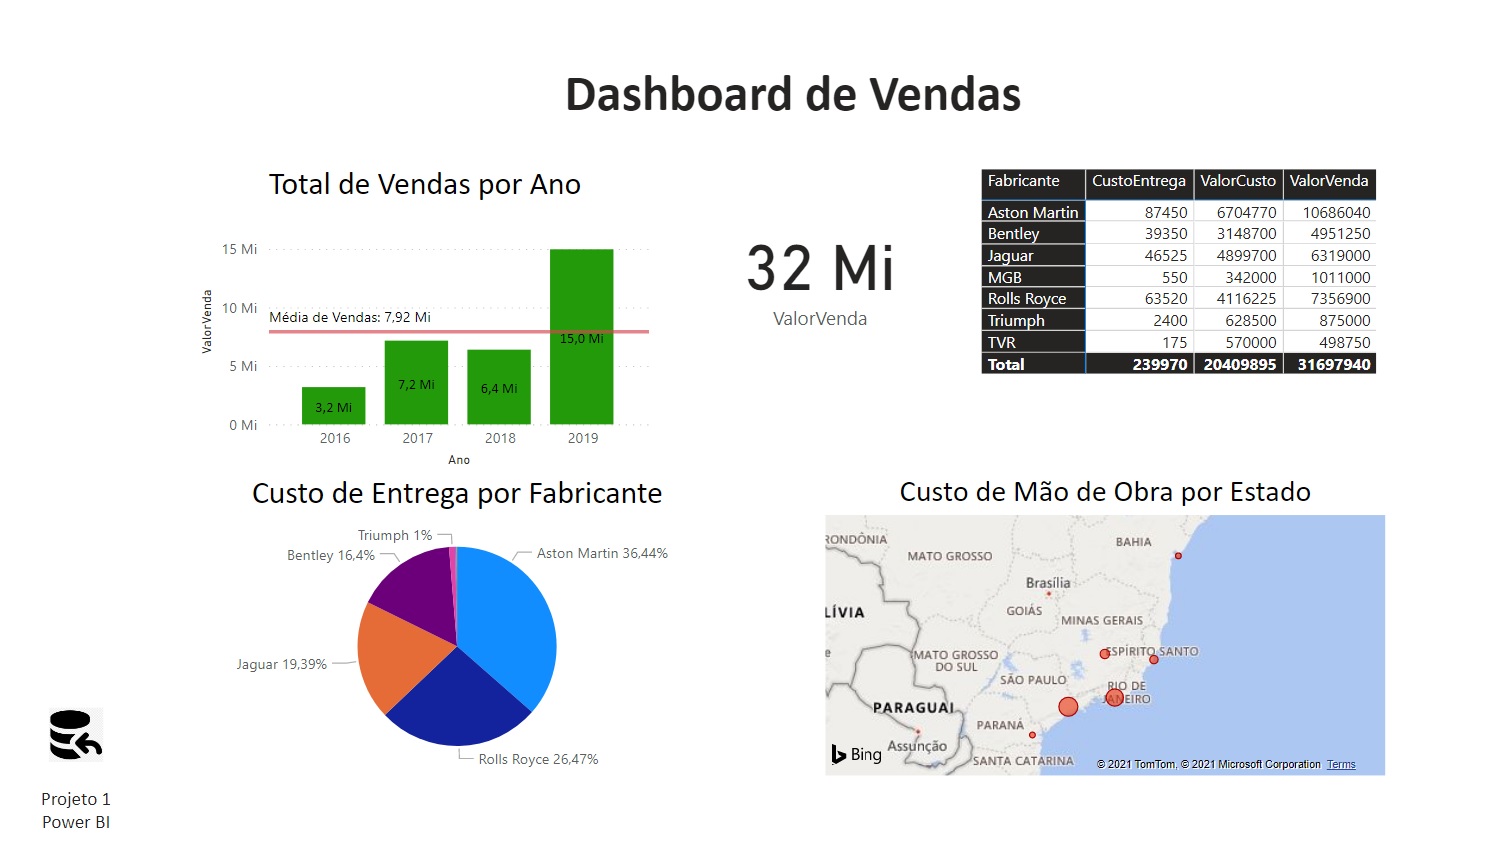 Dashboard de Vendas
Total de Vendas por Ano
ValorVenda
15 Mi
10 Mi
5 Mi
0 Mi
Média de Vendas: 7,92 Mi
3,2 Mi
7,2 Mi
6,4 Mi
15,0 Mi
2016 2017 2018 2019
Ano
32 Mi
ValorVenda
Fabricante CustoEntrega ValorCusto ValorVenda
Aston Martin 87450 6704770 10686040
Bentley 39350 3148700 4951250
Jaguar 46525 4899700 6319000
MGB 550 342000 1011000
Rolls Royce 63520 4116225 7356900
Triumph 2400 628500 875000
TVR 175 570000 498750
Total 239970 20409895 31697940
Custo de Entrega por Fabricante
Triumph 1%
Bentley 16,4%
Aston Martin 36,44%
Jaguar 19,39%
Rolls Royce 26,47%
Custo de Mão de Obra por Estado
RONDÔNIA
MATO GROSSO
BAHIA
Brasília
GOIÁS
LÍVIA
MINAS GERAIS
e
MATO GROSSO
DO SUL
ESPÍRITO SANTO
SÃO PAULO
RIO DE
JANEIRO
PARAGUAI
PARANÁ
Assunção
SANTA CATARINA
Bing
© 2021 TomTom, © 2021 Microsoft Corporation Terms
Projeto 1
Power BI